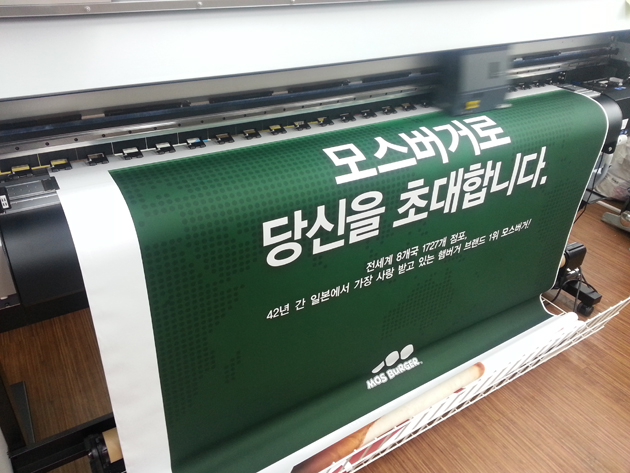 모스버거로
당신을 초대합니다.
전세계 8개국 1727개 점포,
42년 간 일본에서 가장 사랑 받고 있는 햄버거 브랜드 1위 모스버거!
MOS BURGER